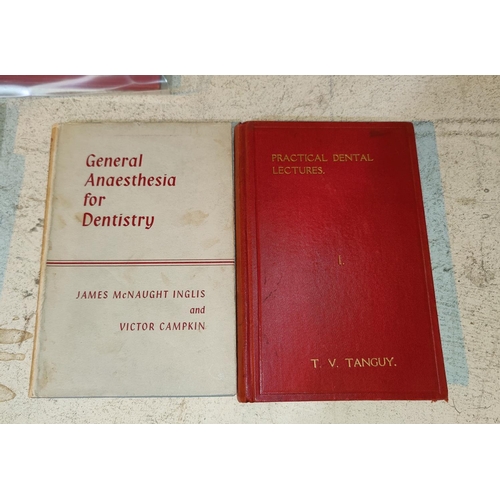 General
Anaesthesia
for
Dentistry
JAMES McNAUGHT INGLIS
and
VICTOR CAMPKIN
PRACTICAL DENTAL
LECTURES.
I.
T. V. TANGUY.